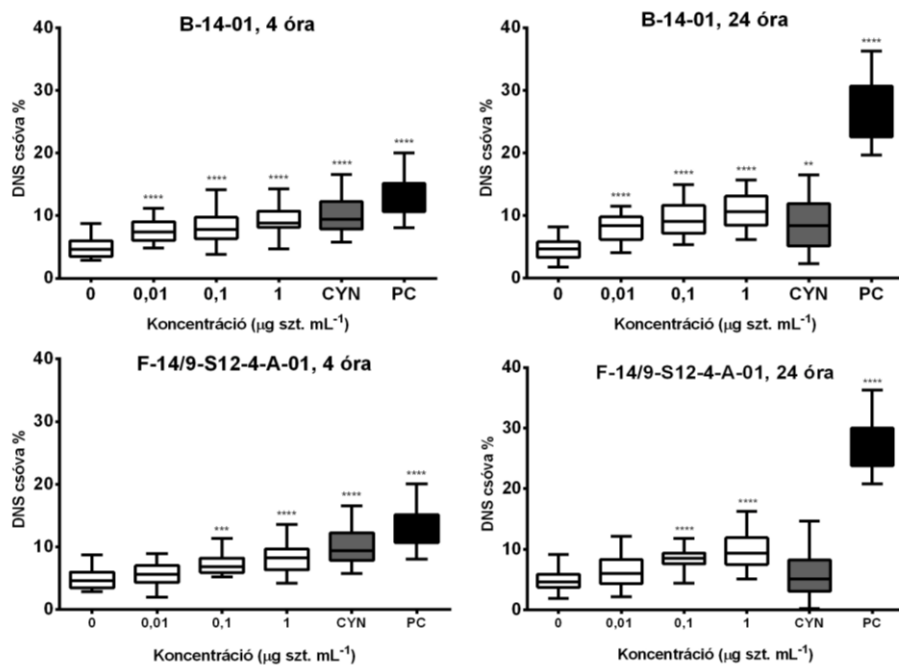 B-14-01, 4 óra
DNS csóva %
40
30
20
10
0
**** **** **** **** ****
0 0,01 0,1 1 CYN PC
Koncentráció (µg szt. mL⁻¹)
B-14-01, 24 óra
DNS csóva %
40
30
20
10
0
**** **** **** ** ****
0 0,01 0,1 1 CYN PC
Koncentráció (µg szt. mL⁻¹)
F-14/9-S12-4-A-01, 4 óra
DNS csóva %
40
30
20
10
0
*** **** **** ****
0 0,01 0,1 1 CYN PC
Koncentráció (µg szt. mL⁻¹)
F-14/9-S12-4-A-01, 24 óra
DNS csóva %
40
30
20
10
0
**** **** ****
0 0,01 0,1 1 CYN PC
Koncentráció (µg szt. mL⁻¹)